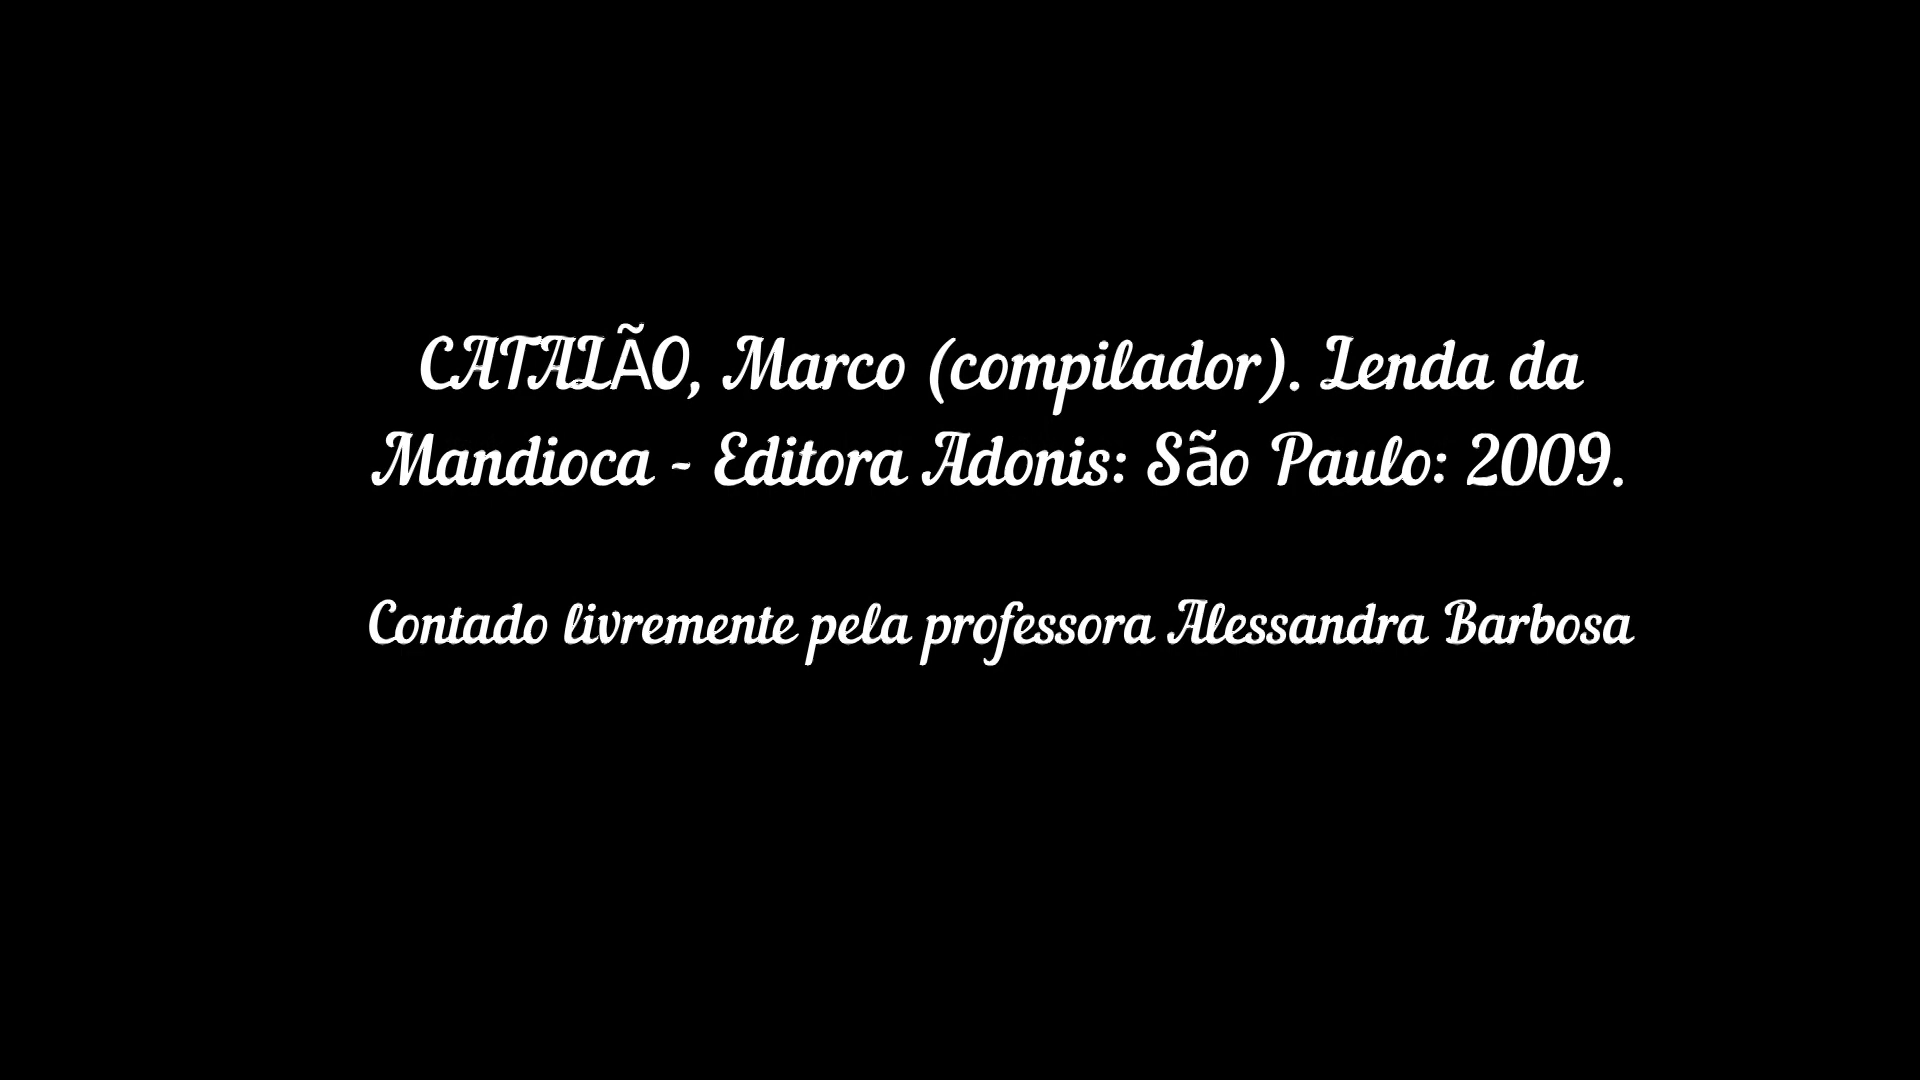 CATALÃO, Marco (compilador). Lenda da
Mandioca - Editora Adonis: São Paulo: 2009.
Contado livremente pela professora Alessandra Barbosa